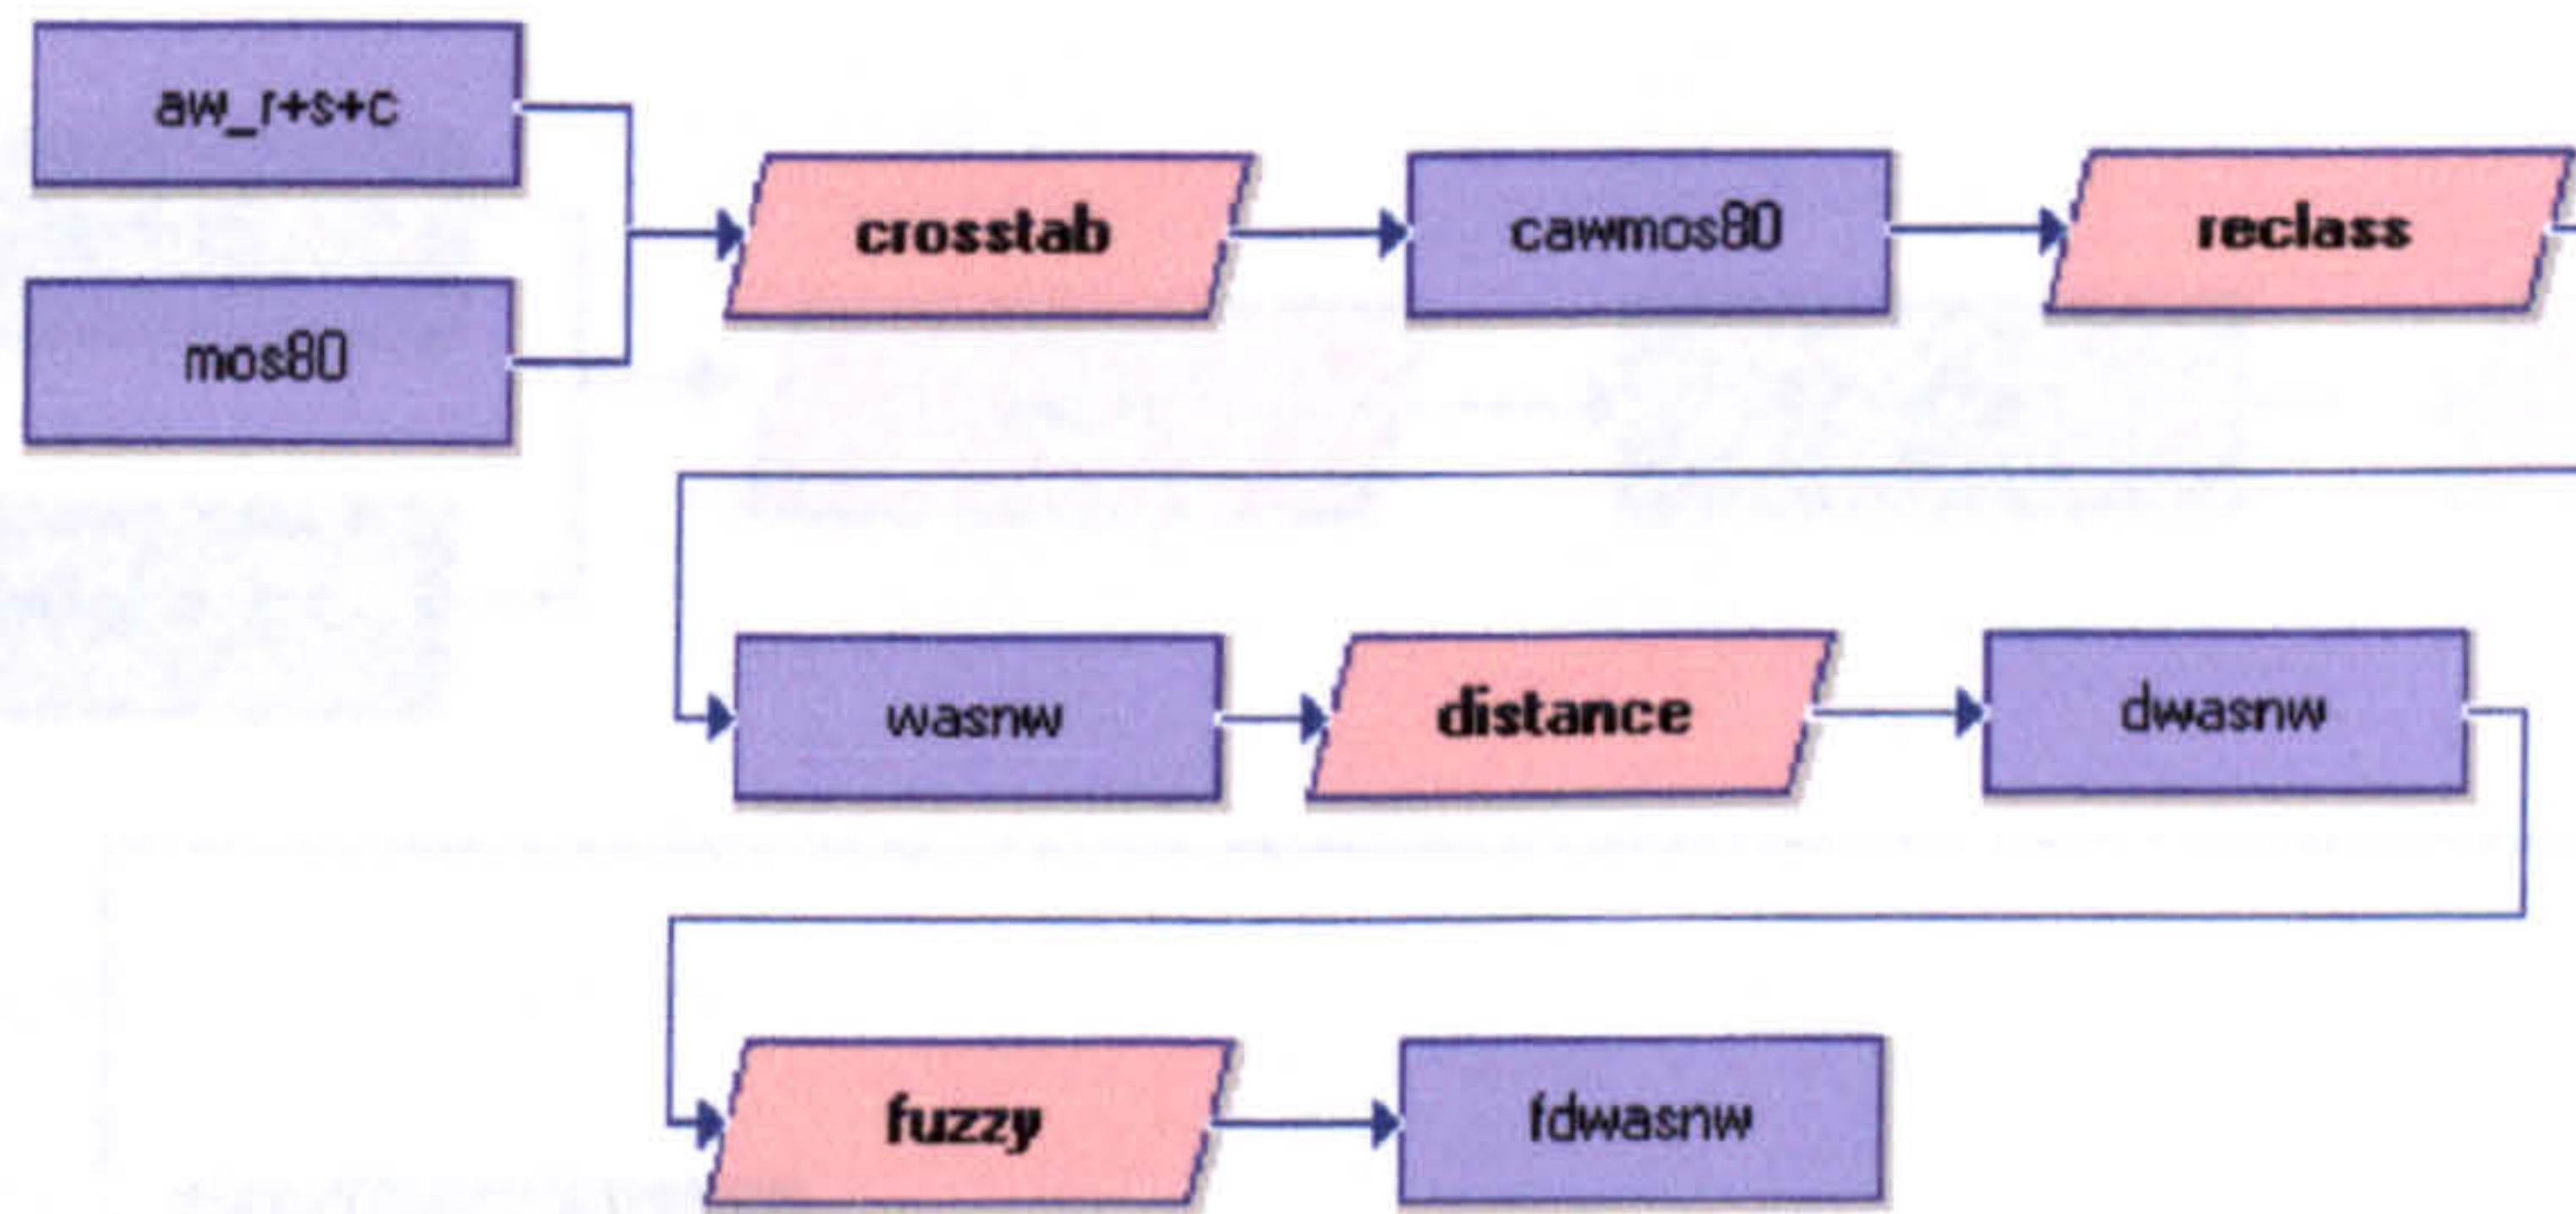 aw_r+s+c
mos80
crosstab
cawmos80
reclass
wasnw
distance
dwasnw
fuzzy
fdwasnw